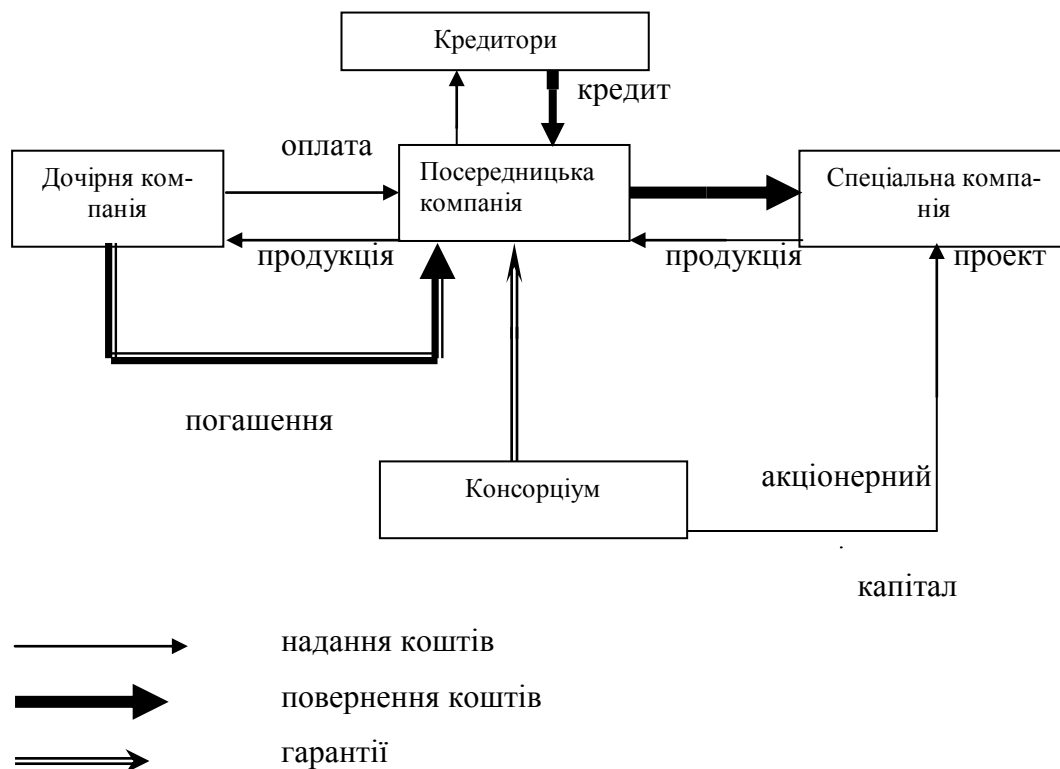 Кредитори
кредит
оплата
Дочірня ком-
панія
Посередницька
компанія
Спеціальна компа-
нія
продукція
продукція
проект
погашення
Консорціум
акціонерний
капітал
надання коштів
повернення коштів
гарантії